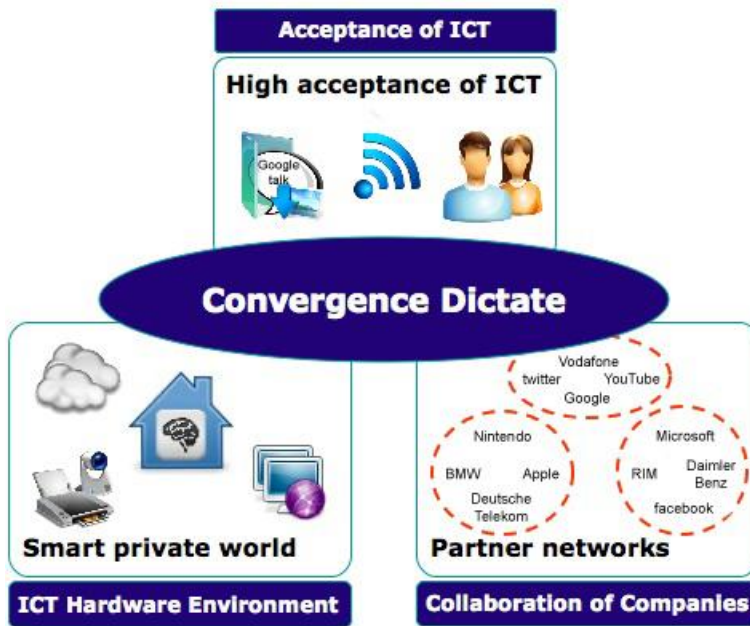 Acceptance of ICT
High acceptance of ICT
Google
talk
Convergence Dictate
Smart private world
ICT Hardware Environment
Vodafone
twitter YouTube
Google
Nintendo
BMW Apple
Deutsche
Telekom
Microsoft
RIM Daimler
Benz
facebook
Partner networks
Collaboration of Companies